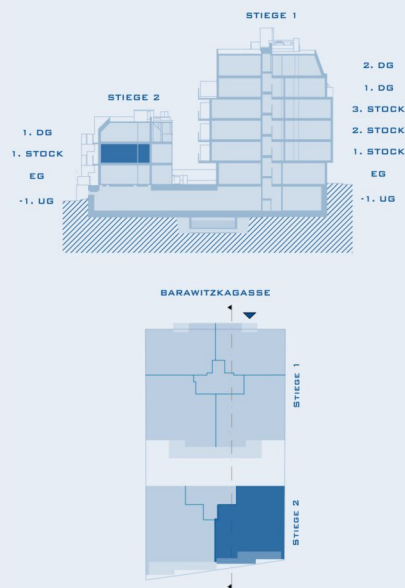 STIEGE 1
STIEGE 2
2. DG
1. DG
3. STOCK
2. STOCK
1. STOCK
EG
-1. UG
1. DG
1. STOCK
EG
-1. UG
BARAWITZKAGASSE
STIEGE 1
STIEGE 2